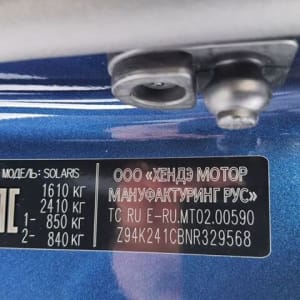 МОДЕЛЬ: SOLARIS
1610 КГ
2410 КГ
1- 850 КГ
2- 840 КГ
ООО «ХЕНДЭ МОТОР
МАНУФАКТУРИНГ РУС»
ТС RU E-RU.MT02.00590
Z94K241CBNR329568